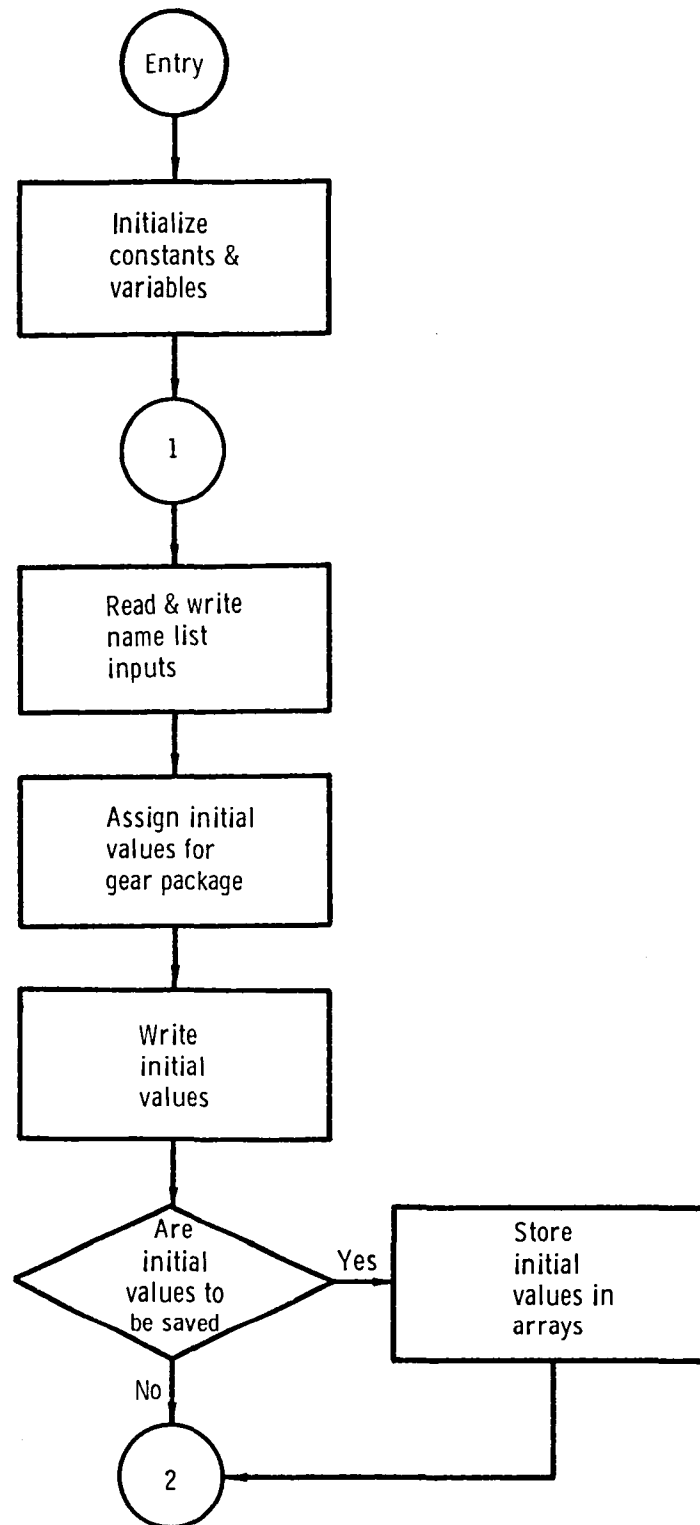 Entry
Initialize
constants &
variables
1
Read & write
name list
inputs
Assign initial
values for
gear package
Write
initial
values
Are
initial
values to
be saved
Yes
Store
initial
values in
arrays
No
2